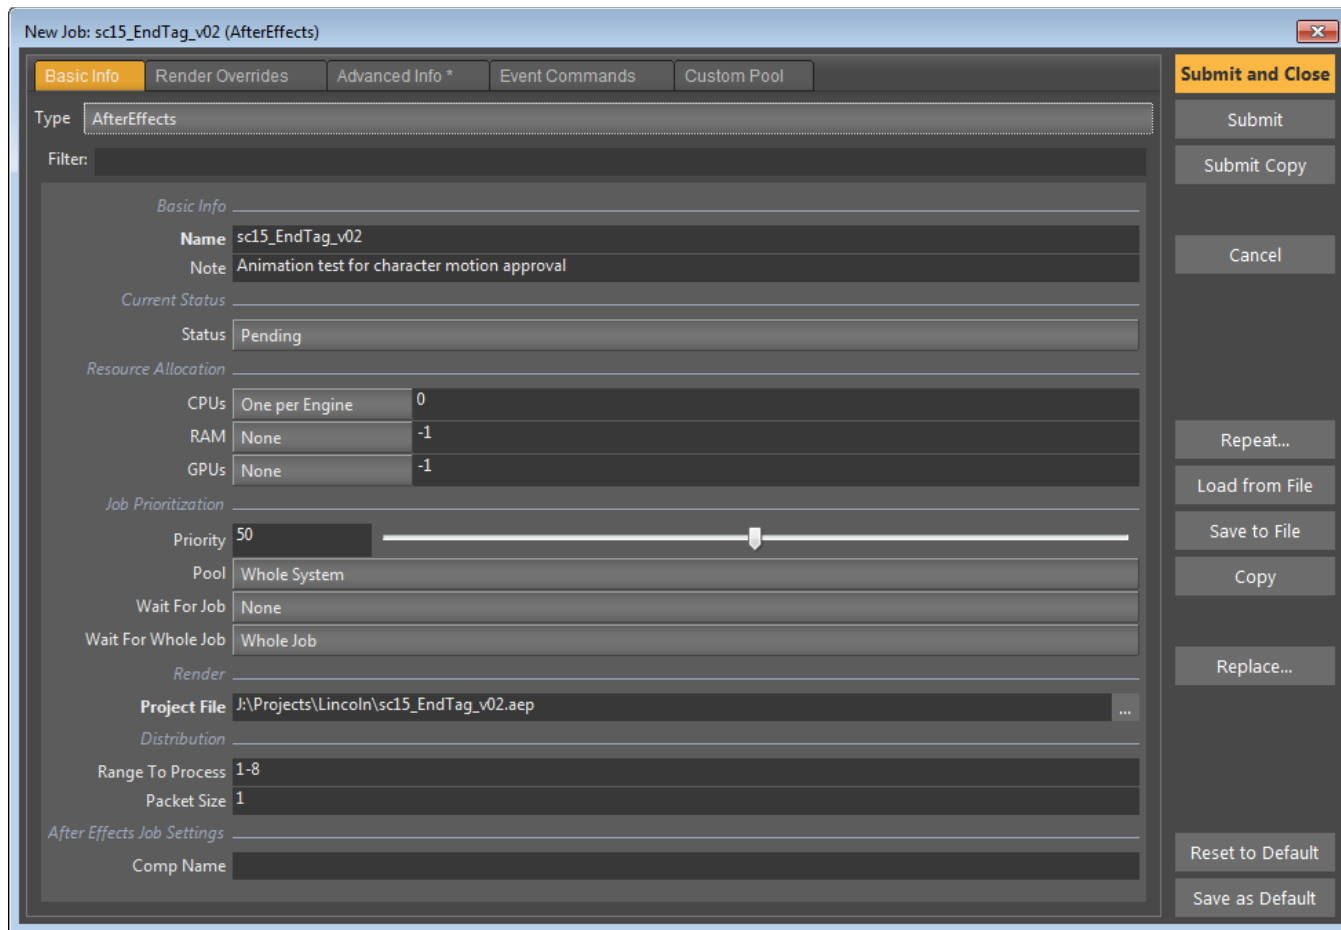 New Job: sc15_EndTag_v02 (AfterEffects)
Basic Info Render Overrides Advanced Info * Event Commands Custom Pool
Submit and Close
Type AfterEffects
Submit
Filter:
Submit Copy
Basic Info
Name sc15_EndTag_v02
Note Animation test for character motion approval
Cancel
Current Status
Status Pending
Resource Allocation
CPUs One per Engine 0
RAM None -1
Repeat...
GPUs None -1
Load from File
Job Prioritization
Priority 50
Save to File
Pool Whole System
Copy
Wait For Job None
Wait For Whole Job Whole Job
Render
Replace...
Project File J:\Projects\Lincoln\sc15_EndTag_v02.aep ...
Distribution
Range To Process 1-8
Packet Size 1
After Effects Job Settings
Reset to Default
Comp Name
Save as Default